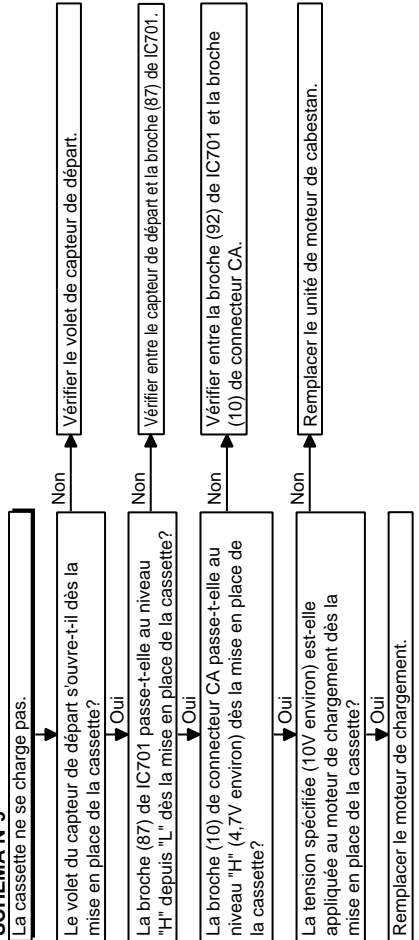 La cassette ne se charge pas.
Le volet du capteur de départ s'ouvre-t-il dès la
mise en place de la cassette?
Non
Vérifier le volet de capteur de départ.
Oui
La broche (87) de IC701 passe-t-elle au niveau
"H" depuis "L" dès la mise en place de la cassette?
Non
Vérifier entre le capteur de départ et la broche (87) de IC701.
Oui
La broche (10) de connecteur CA passe-t-elle au
niveau "H" (4,7V environ) dès la mise en place de
la cassette?
Non
Vérifier entre la broche (92) de IC701 et la broche
(10) de connecteur CA.
Oui
La tension spécifiée (10V environ) est-elle
appliquée au moteur de chargement dès la
mise en place de la cassette?
Non
Remplacer le unité de moteur de cabestan.
Oui
Remplacer le moteur de chargement.